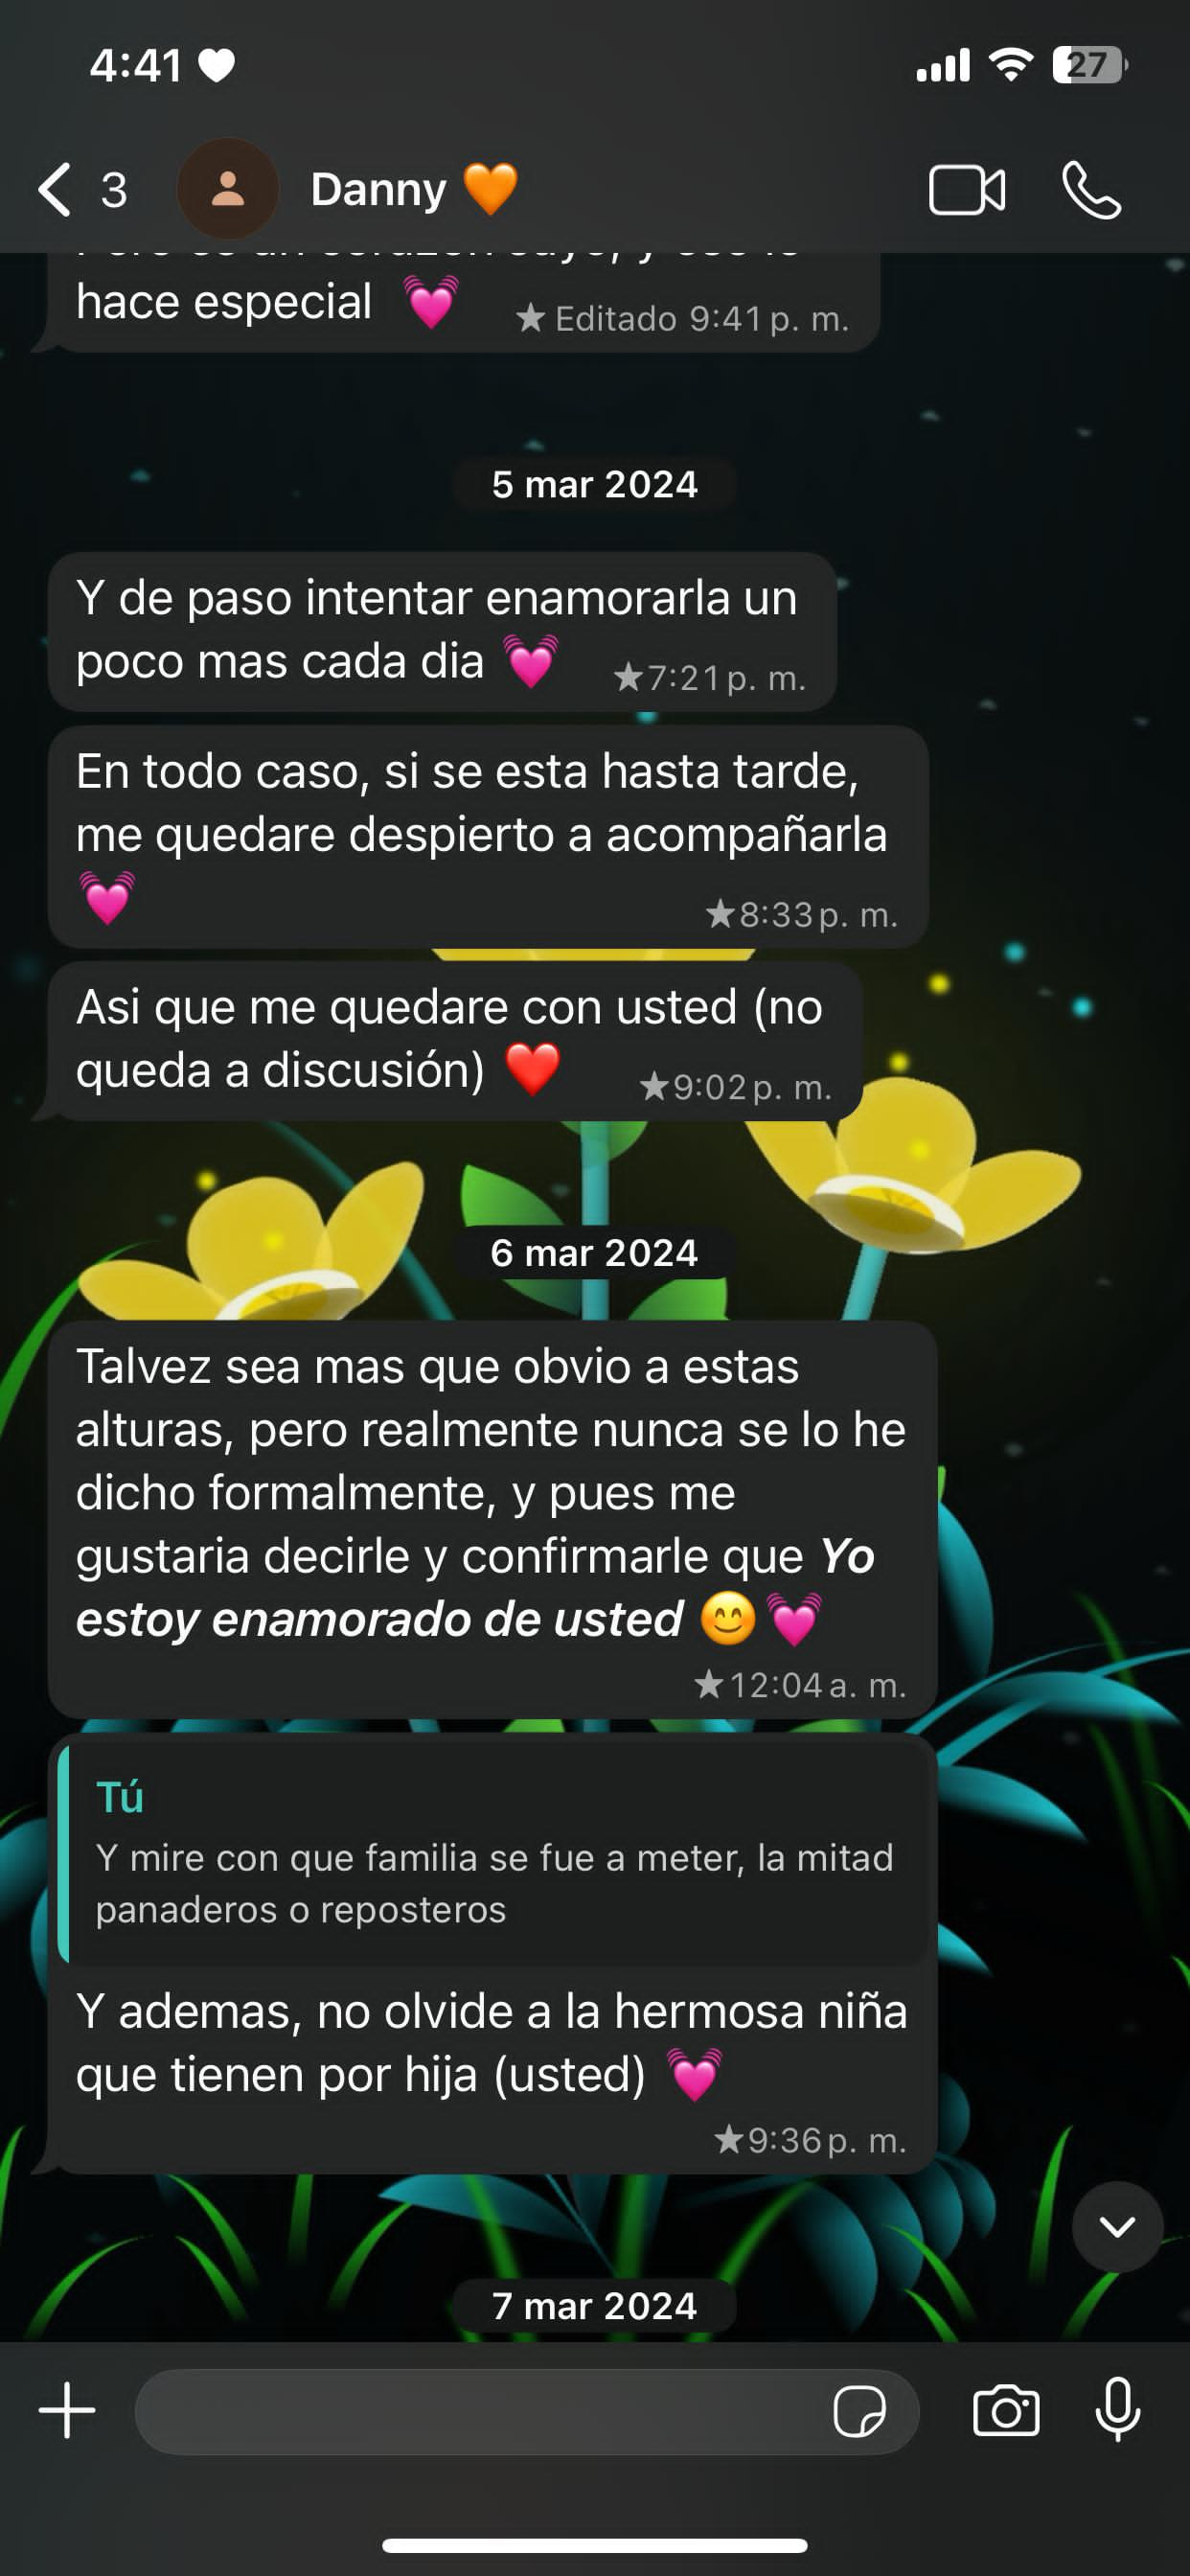 4:41
27
3
Danny 🧡
hace especial 💓
★ Editado 9:41 p. m.
5 mar 2024
Y de paso intentar enamorarla un
poco mas cada dia 💓
★ 7:21 p. m.
En todo caso, si se esta hasta tarde,
me quedare despierto a acompañarla
💓
★ 8:33 p. m.
Asi que me quedare con usted (no
queda a discusión) ❤️
★ 9:02 p. m.
6 mar 2024
Talvez sea mas que obvio a estas
alturas, pero realmente nunca se lo he
dicho formalmente, y pues me
gustaria decirle y confirmarle que Yo
estoy enamorado de usted 😊💓
★ 12:04 a. m.
Tú
Y mire con que familia se fue a meter, la mitad
panaderos o reposteros
Y ademas, no olvide a la hermosa niña
que tienen por hija (usted) 💓
★ 9:36 p. m.
7 mar 2024